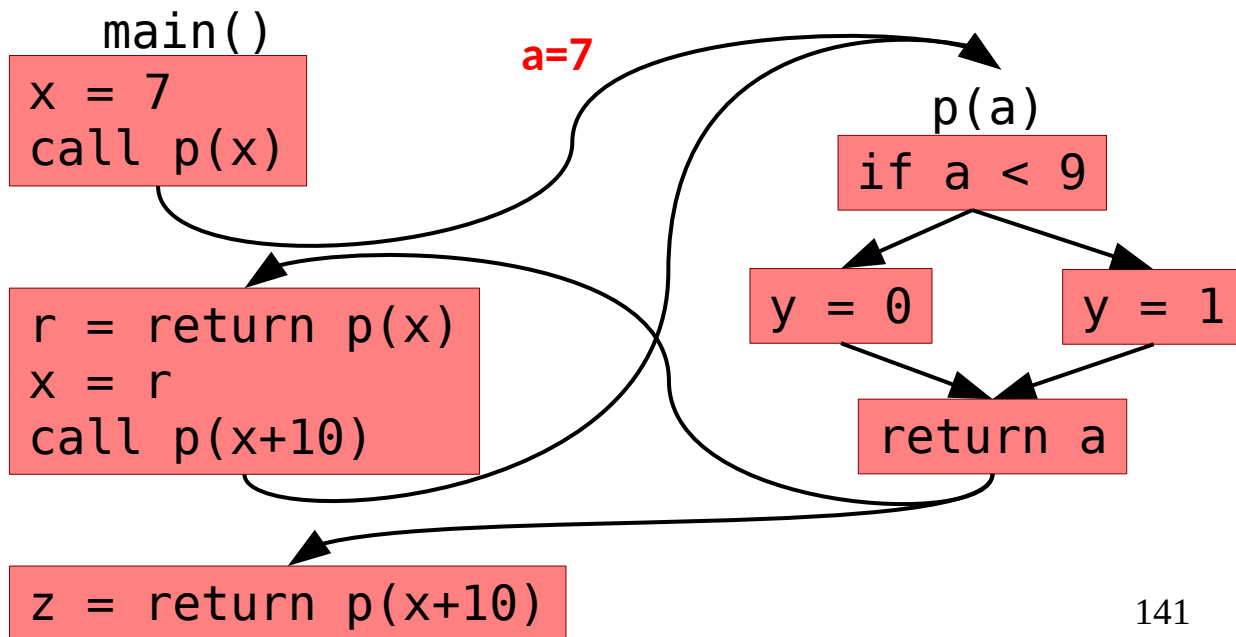 main()
x = 7
call p(x)
a=7
p(a)
if a < 9
y = 0
y = 1
return a
r = return p(x)
x = r
call p(x+10)
z = return p(x+10)
141